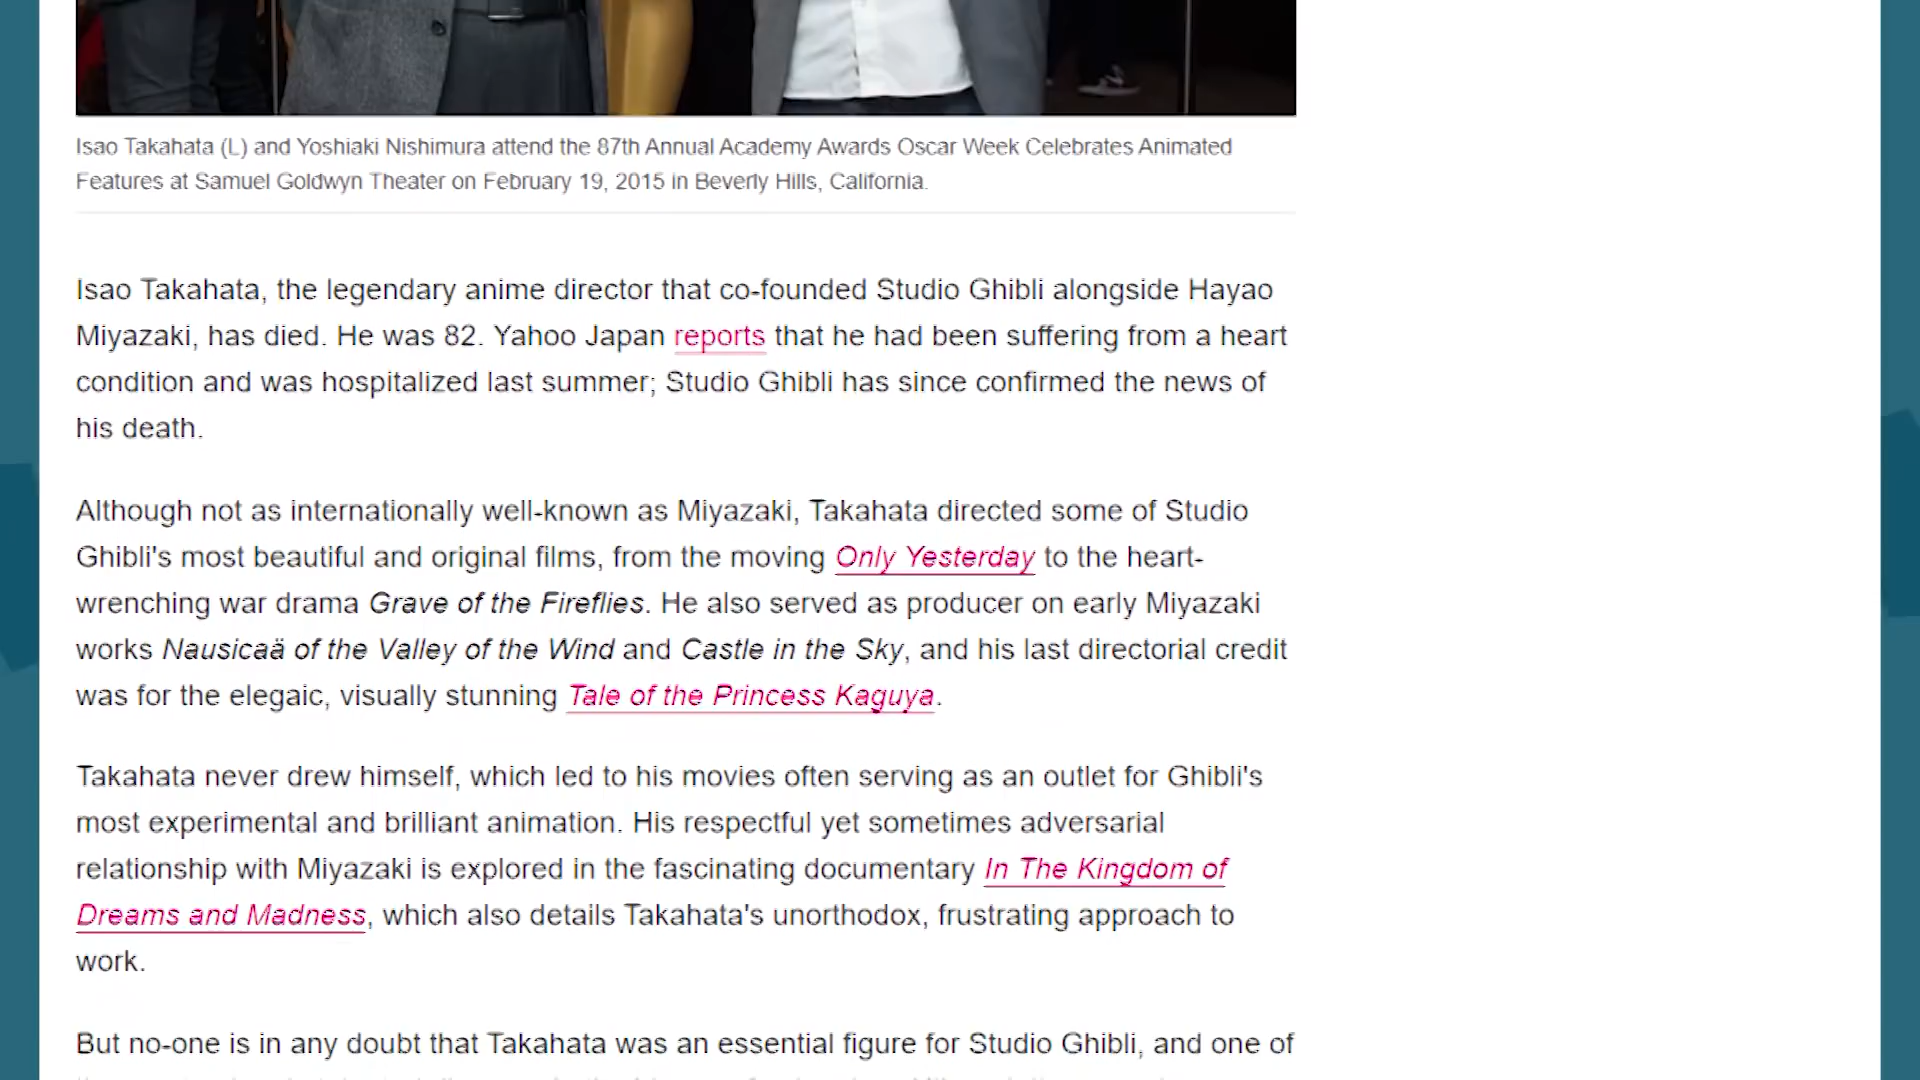 Isao Takahata (L) and Yoshiaki Nishimura attend the 87th Annual Academy Awards Oscar Week Celebrates Animated
Features at Samuel Goldwyn Theater on February 19, 2015 in Beverly Hills, California.
Isao Takahata, the legendary anime director that co-founded Studio Ghibli alongside Hayao
Miyazaki, has died. He was 82. Yahoo Japan reports that he had been suffering from a heart
condition and was hospitalized last summer; Studio Ghibli has since confirmed the news of
his death.
Although not as internationally well-known as Miyazaki, Takahata directed some of Studio
Ghibli's most beautiful and original films, from the moving Only Yesterday to the heart-
wrenching war drama Grave of the Fireflies. He also served as producer on early Miyazaki
works Nausicaä of the Valley of the Wind and Castle in the Sky, and his last directorial credit
was for the elegaic, visually stunning Tale of the Princess Kaguya.
Takahata never drew himself, which led to his movies often serving as an outlet for Ghibli's
most experimental and brilliant animation. His respectful yet sometimes adversarial
relationship with Miyazaki is explored in the fascinating documentary In The Kingdom of
Dreams and Madness, which also details Takahata's unorthodox, frustrating approach to
work.
But no-one is in any doubt that Takahata was an essential figure for Studio Ghibli, and one of